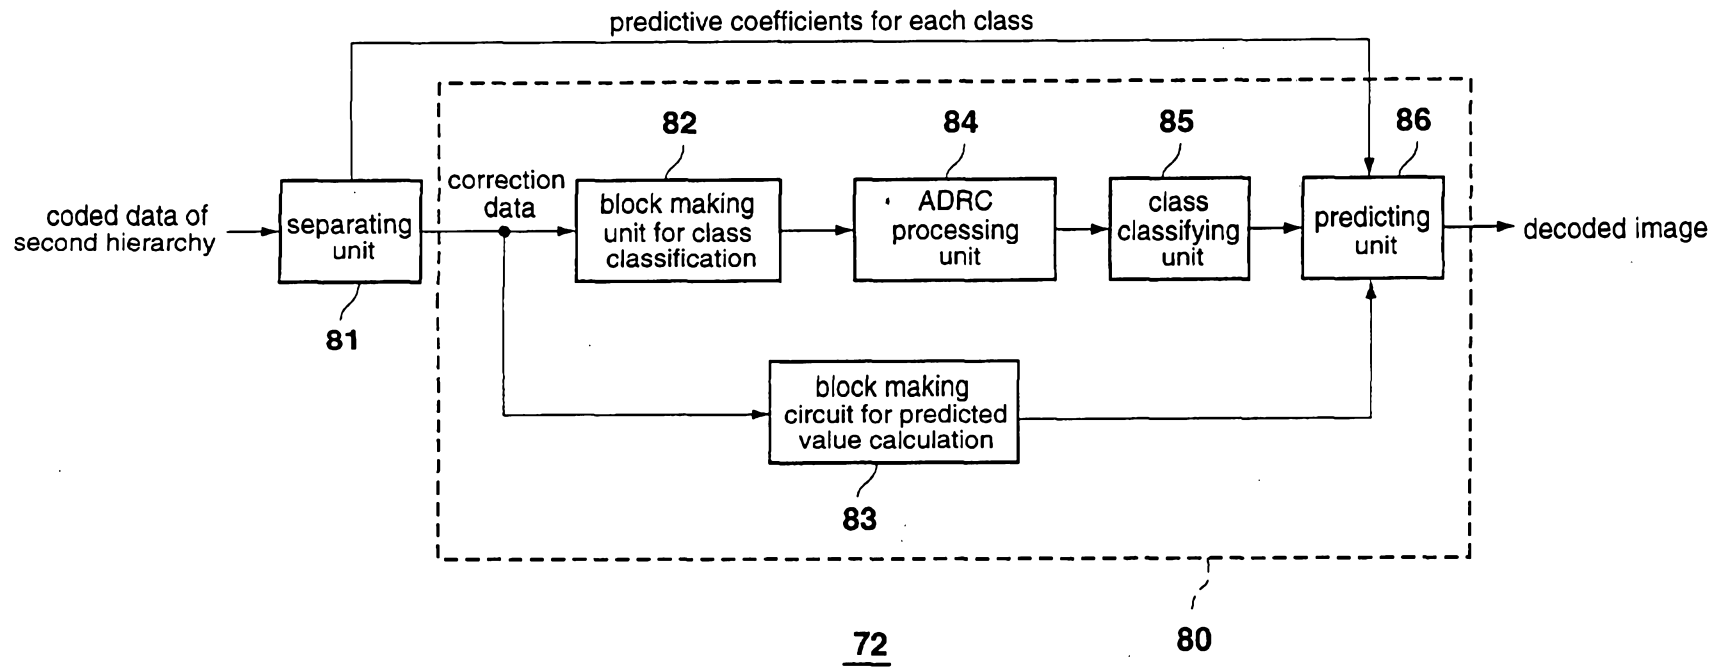 predictive coefficients for each class
82
84
85
86
correction
data
coded data of
second hierarchy
separating
unit
block making
unit for class
classification
ADRC
processing
unit
class
classifying
unit
predicting
unit
decoded image
81
block making
circuit for predicted
value calculation
83
80
72